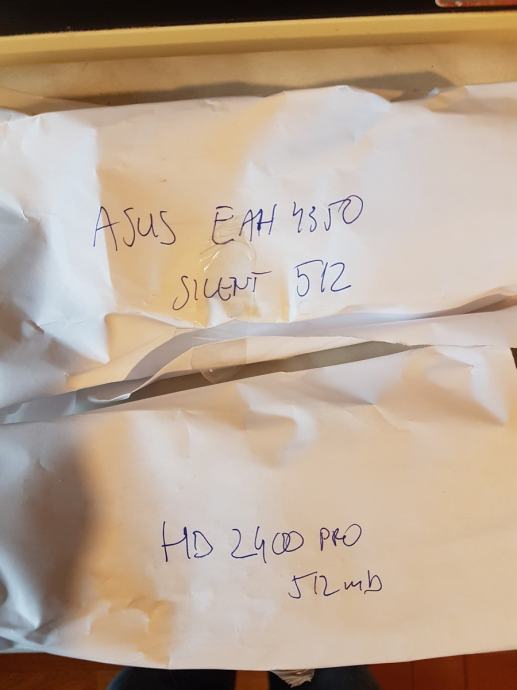 ASUS EAH 4350
SILENT 512
HD 2400 PRO
512mb